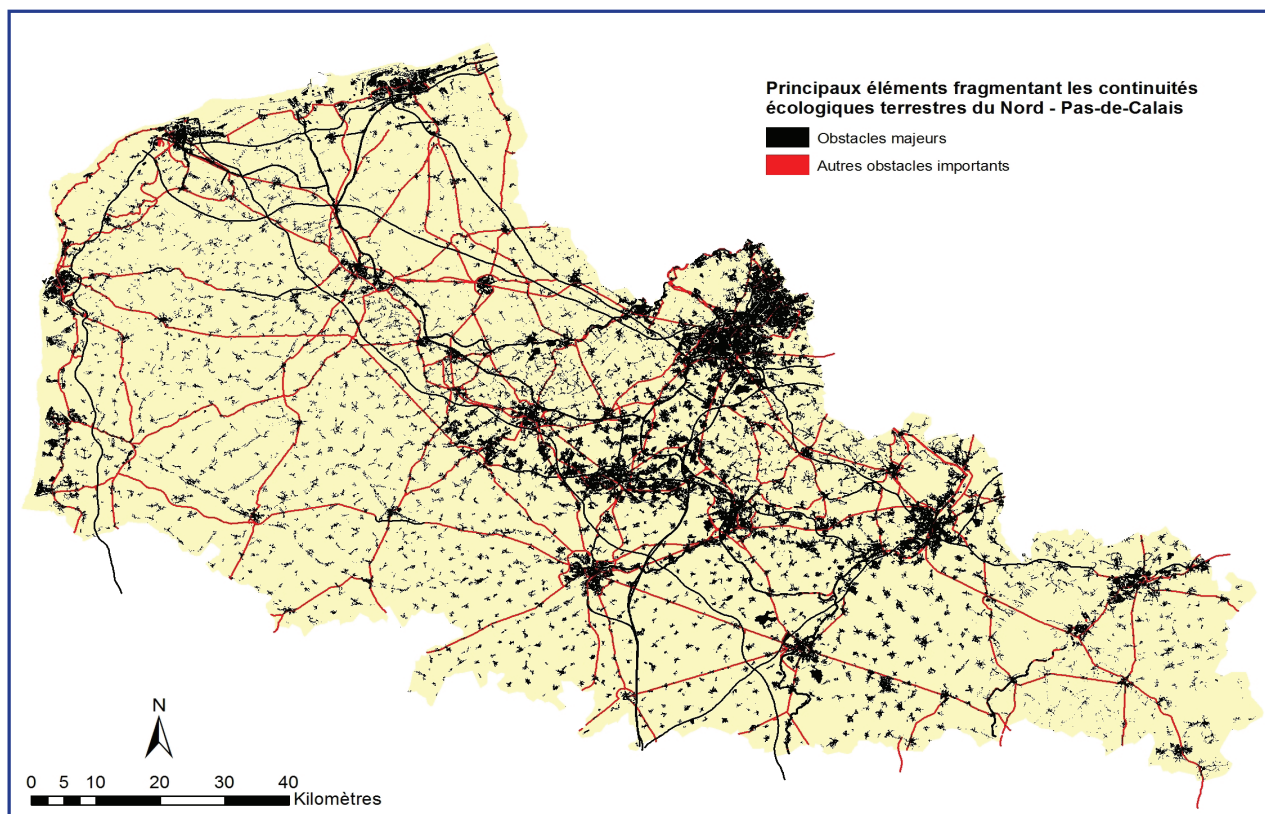 Principaux éléments fragmentant les continuités
écologiques terrestres du Nord - Pas-de-Calais
Obstacles majeurs
Autres obstacles importants
N
0 5 10 20 30 40
Kilomètres